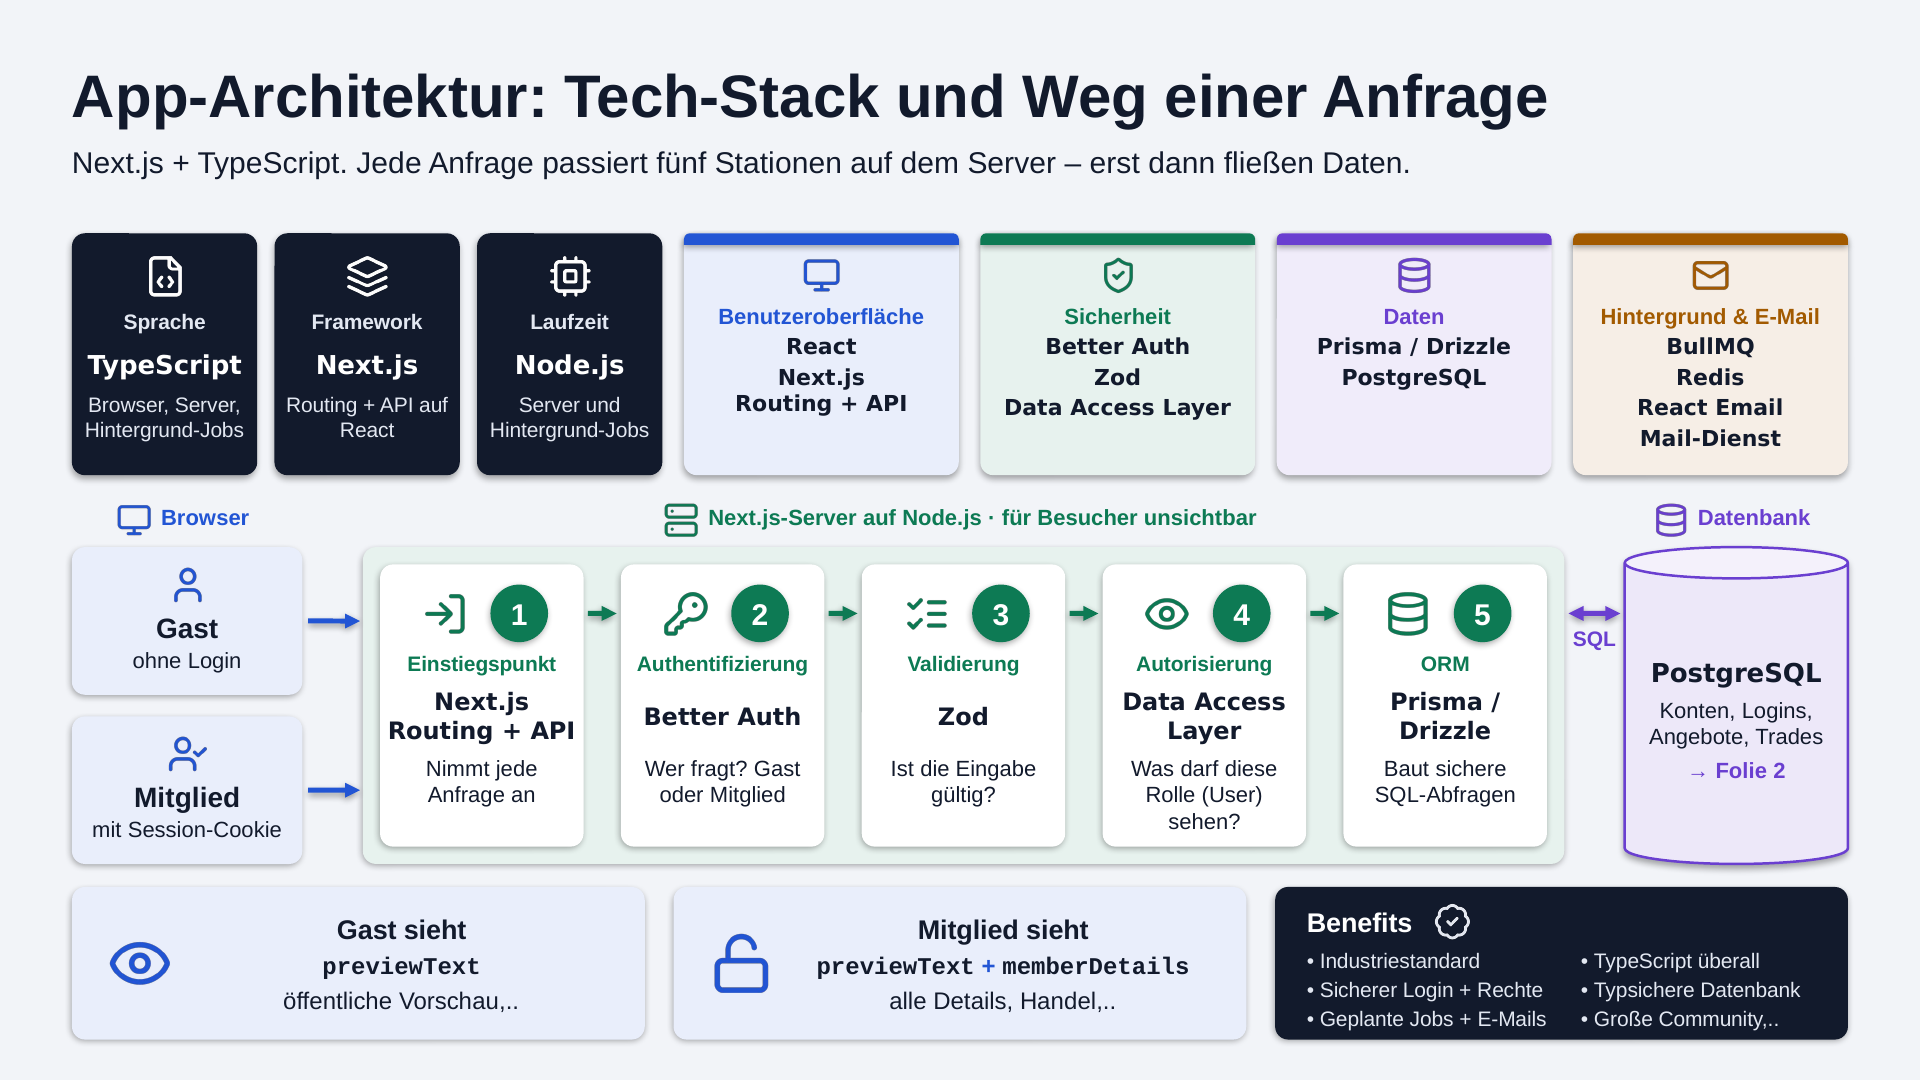 App-Architektur: Tech-Stack und Weg einer Anfrage
Next.js + TypeScript. Jede Anfrage passiert fünf Stationen auf dem Server – erst dann fließen Daten.
Sprache
TypeScript
Browser, Server,
Hintergrund-Jobs
Framework
Next.js
Routing + API auf
React
Laufzeit
Node.js
Server und
Hintergrund-Jobs
Benutzeroberfläche
React
Next.js
Routing + API
Sicherheit
Better Auth
Zod
Data Access Layer
Daten
Prisma / Drizzle
PostgreSQL
Hintergrund & E-Mail
BullMQ
Redis
React Email
Mail-Dienst
Browser
Next.js-Server auf Node.js · für Besucher unsichtbar
Datenbank
Gast
ohne Login
Mitglied
mit Session-Cookie
1
Einstiegspunkt
Next.js
Routing + API
Nimmt jede
Anfrage an
2
Authentifizierung
Better Auth
Wer fragt? Gast
oder Mitglied
3
Validierung
Zod
Ist die Eingabe
gültig?
4
Autorisierung
Data Access
Layer
Was darf diese
Rolle (User)
sehen?
5
ORM
Prisma /
Drizzle
Baut sichere
SQL-Abfragen
SQL
PostgreSQL
Konten, Logins,
Angebote, Trades
→ Folie 2
Gast sieht
previewText
öffentliche Vorschau,..
Mitglied sieht
previewText + memberDetails
alle Details, Handel,..
Benefits
• Industriestandard
• Sicherer Login + Rechte
• Geplante Jobs + E-Mails
• TypeScript überall
• Typsichere Datenbank
• Große Community,..